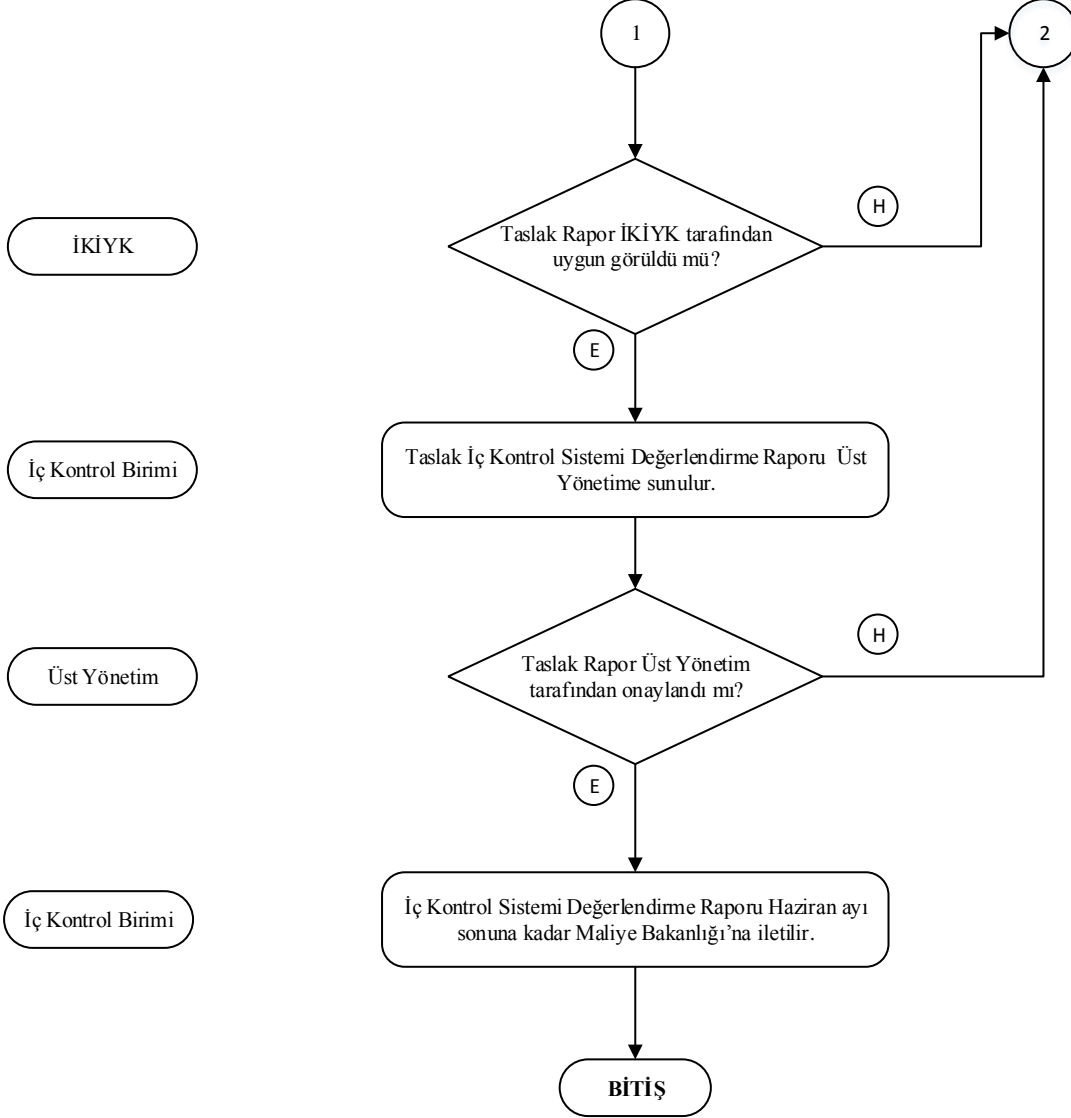 1
2
H
İKİYK
Taslak Rapor İKİYK tarafından
uygun görüldü mü?
E
İç Kontrol Birimi
Taslak İç Kontrol Sistemi Değerlendirme Raporu Üst
Yönetime sunulur.
H
Üst Yönetim
Taslak Rapor Üst Yönetim
tarafından onaylandı mı?
E
İç Kontrol Birimi
İç Kontrol Sistemi Değerlendirme Raporu Haziran ayı
sonuna kadar Maliye Bakanlığı’na iletilir.
BİTİŞ